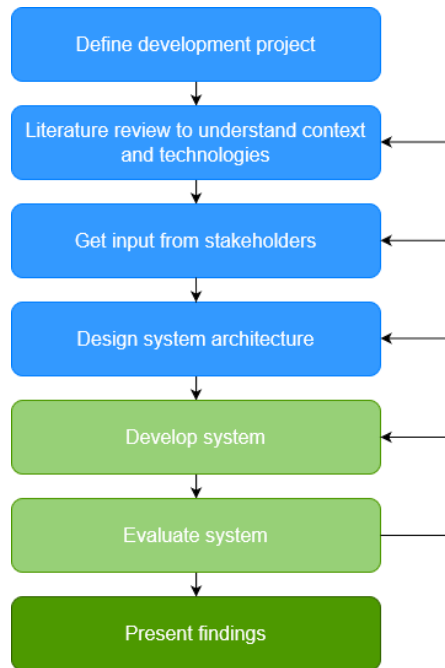 Define development project
Literature review to understand context
and technologies
Get input from stakeholders
Design system architecture
Develop system
Evaluate system
Present findings